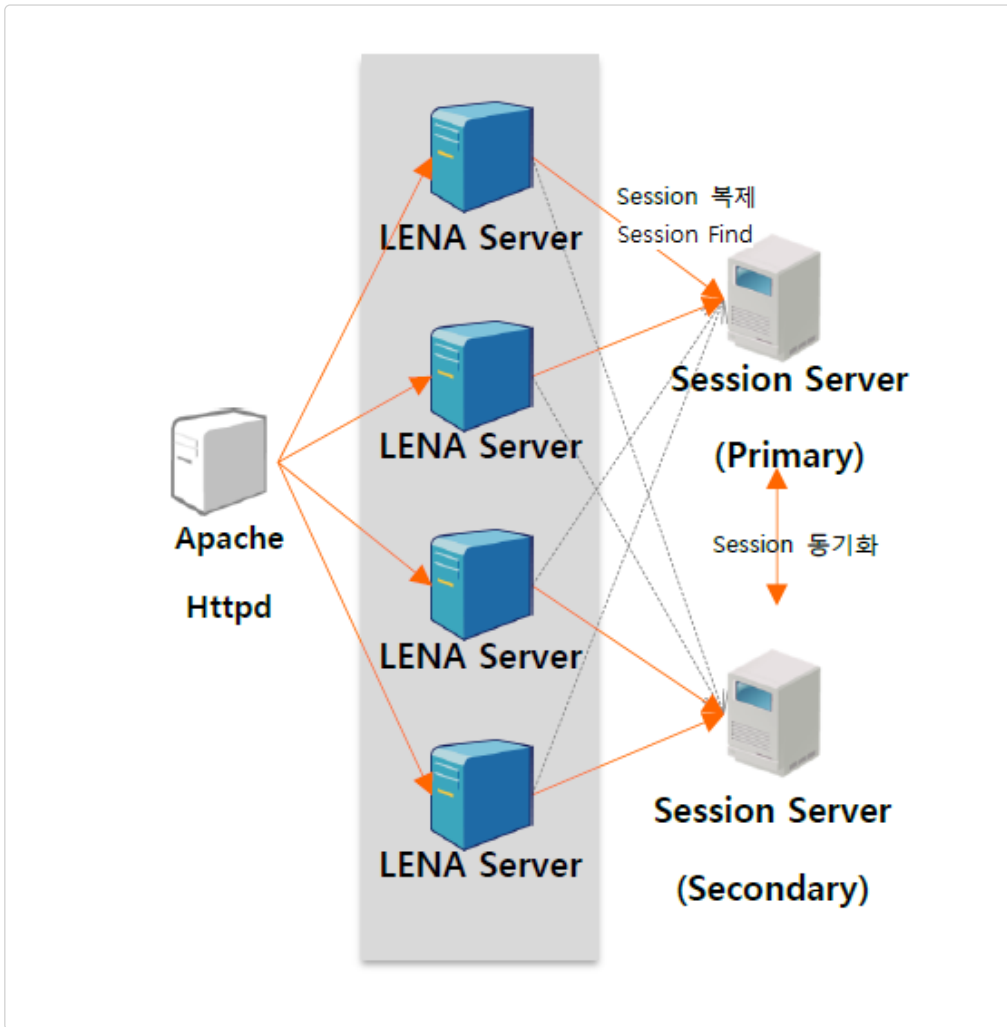 LENA Server
Session 복제
Session Find
LENA Server
Session Server
(Primary)
Apache
Httpd
Session 동기화
LENA Server
Session Server
(Secondary)
LENA Server